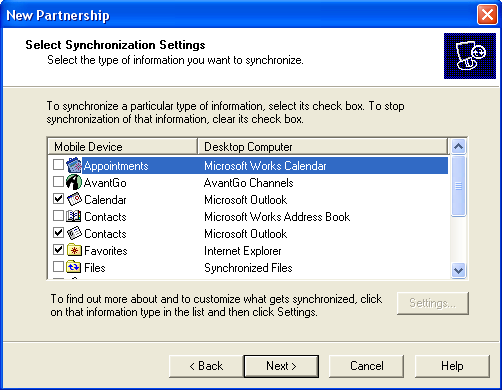 New Partnership
Select Synchronization Settings
Select the type of information you want to synchronize.
To synchronize a particular type of information, select its check box. To stop
synchronization of that information, clear its check box.
Mobile Device Desktop Computer
Appointments Microsoft Works Calendar
AvantGo AvantGo Channels
Calendar Microsoft Outlook
Contacts Microsoft Works Address Book
Contacts Microsoft Outlook
Favorites Internet Explorer
Files Synchronized Files
To find out more about and to customize what gets synchronized, click
on that information type in the list and then click Settings.
Settings...
< Back Next > Cancel Help